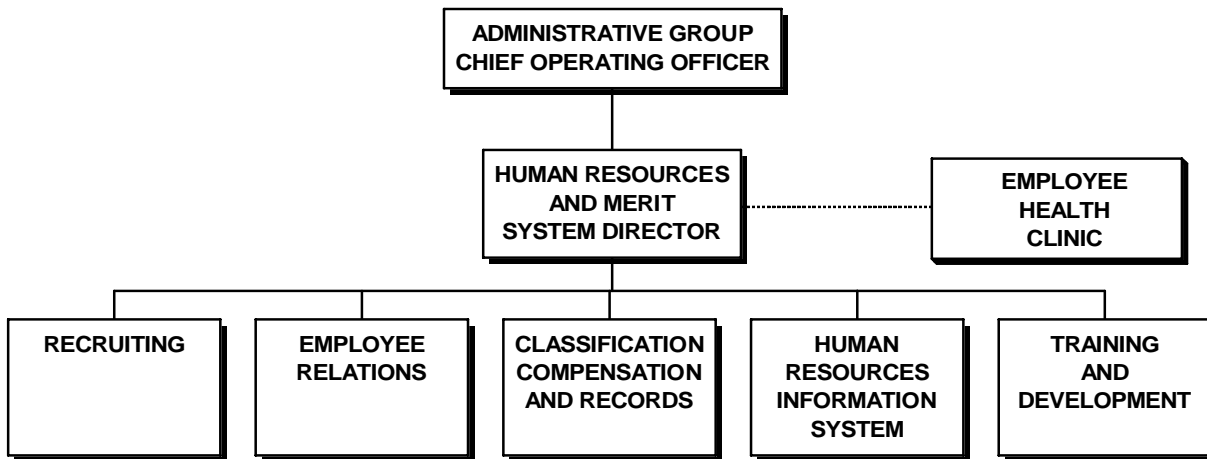 ADMINISTRATIVE GROUP
CHIEF OPERATING OFFICER
HUMAN RESOURCES
AND MERIT
SYSTEM DIRECTOR
EMPLOYEE
HEALTH
CLINIC
RECRUITING
EMPLOYEE
RELATIONS
CLASSIFICATION
COMPENSATION
AND RECORDS
HUMAN
RESOURCES
INFORMATION
SYSTEM
TRAINING
AND
DEVELOPMENT